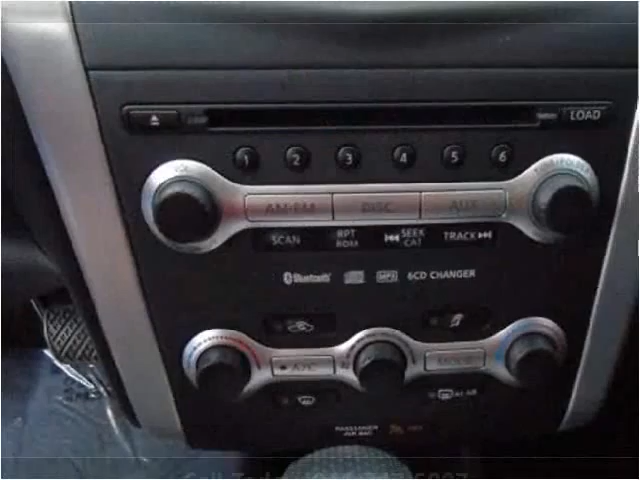 LOAD
1 2 3 4 5 6
AM·FM DISC AUX
SCAN RPT RDM SEEK CAT TRACK
Bluetooth MP3 6CD CHANGER
A/C MODE
PASSENGER
AIR BAG OFF